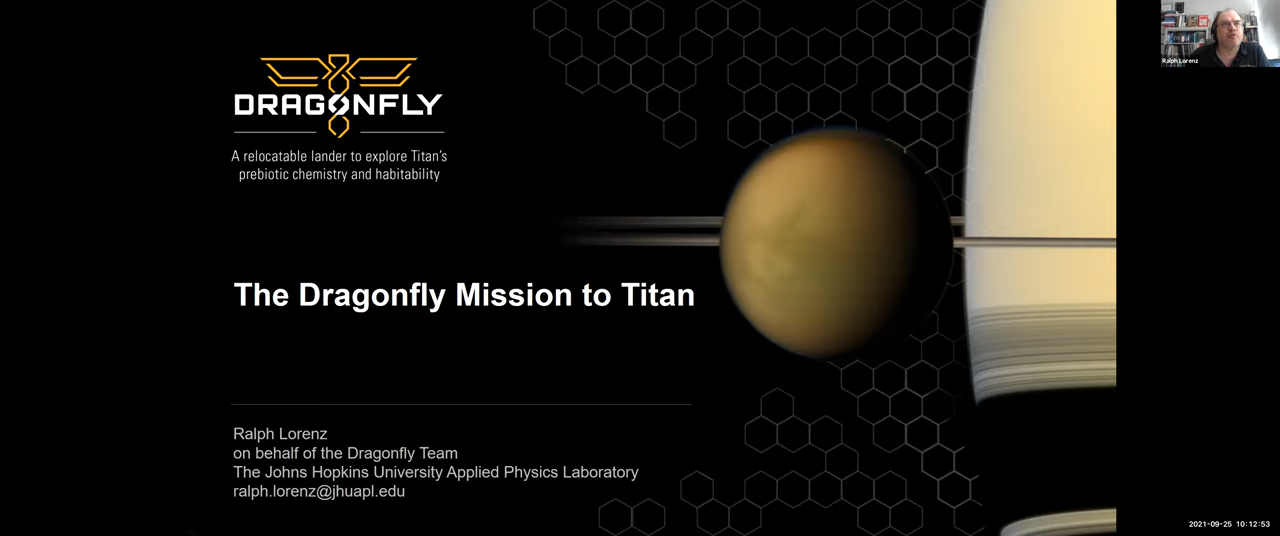 DRAGONFLY
A relocatable lander to explore Titan's
prebiotic chemistry and habitability
The Dragonfly Mission to Titan
Ralph Lorenz
on behalf of the Dragonfly Team
The Johns Hopkins University Applied Physics Laboratory
ralph.lorenz@jhuapl.edu
Ralph Lorenz
2021-09-25 10:12:53